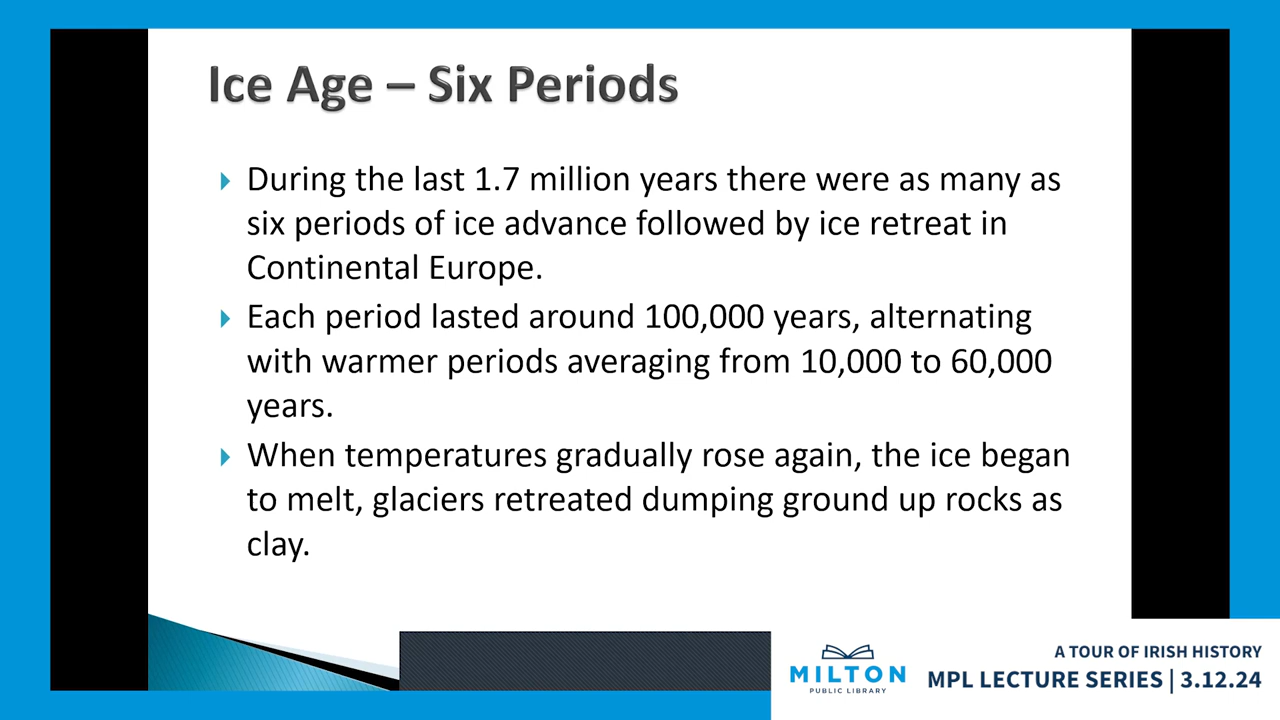 Ice Age – Six Periods
During the last 1.7 million years there were as many as
six periods of ice advance followed by ice retreat in
Continental Europe.
Each period lasted around 100,000 years, alternating
with warmer periods averaging from 10,000 to 60,000
years.
When temperatures gradually rose again, the ice began
to melt, glaciers retreated dumping ground up rocks as
clay.
MILTON
PUBLIC LIBRARY
A TOUR OF IRISH HISTORY
MPL LECTURE SERIES | 3.12.24